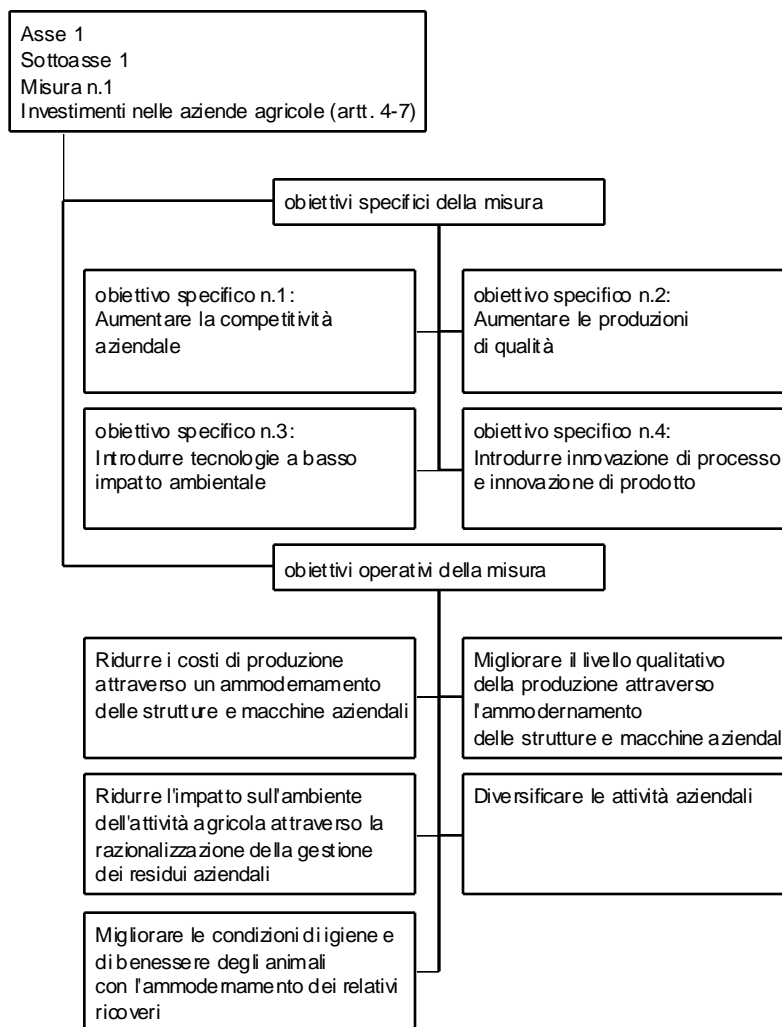 Asse 1
Sottoasse 1
Misura n.1
Investimenti nelle aziende agricole (artt. 4-7)
obiettivi specifici della misura
obiettivo specifico n.1:
Aumentare la competitività
aziendale
obiettivo specifico n.2:
Aumentare le produzioni
di qualità
obiettivo specifico n.3:
Introdurre tecnologie a basso
impatto ambientale
obiettivo specifico n.4:
Introdurre innovazione di processo
e innovazione di prodotto
obiettivi operativi della misura
Ridurre i costi di produzione
attraverso un ammodernamento
delle strutture e macchine aziendali
Migliorare il livello qualitativo
della produzione attraverso
l'ammodernamento
delle strutture e macchine aziendal
Ridurre l'impatto sull'ambiente
dell'attività agricola attraverso la
razionalizzazione della gestione
dei residui aziendali
Diversificare le attività aziendali
Migliorare le condizioni di igiene e
di benessere degli animali
con l'ammodernamento dei relativi
ricoveri